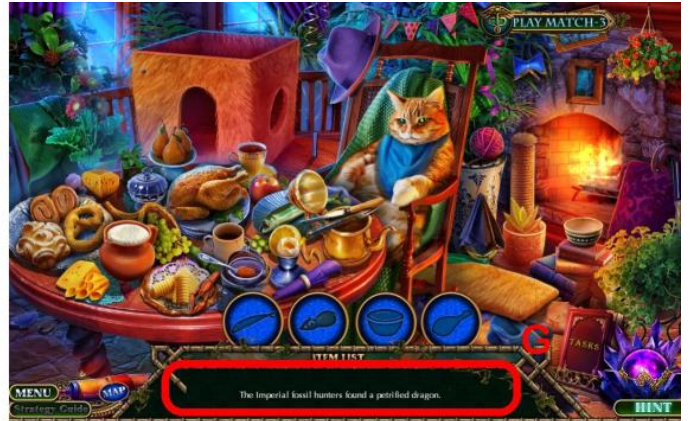 PLAY MATCH-3
G
TASKS
ITEM LIST
The Imperial fossil hunters found a petrified dragon.
MENU
MAP
Strategy Guide
HINT